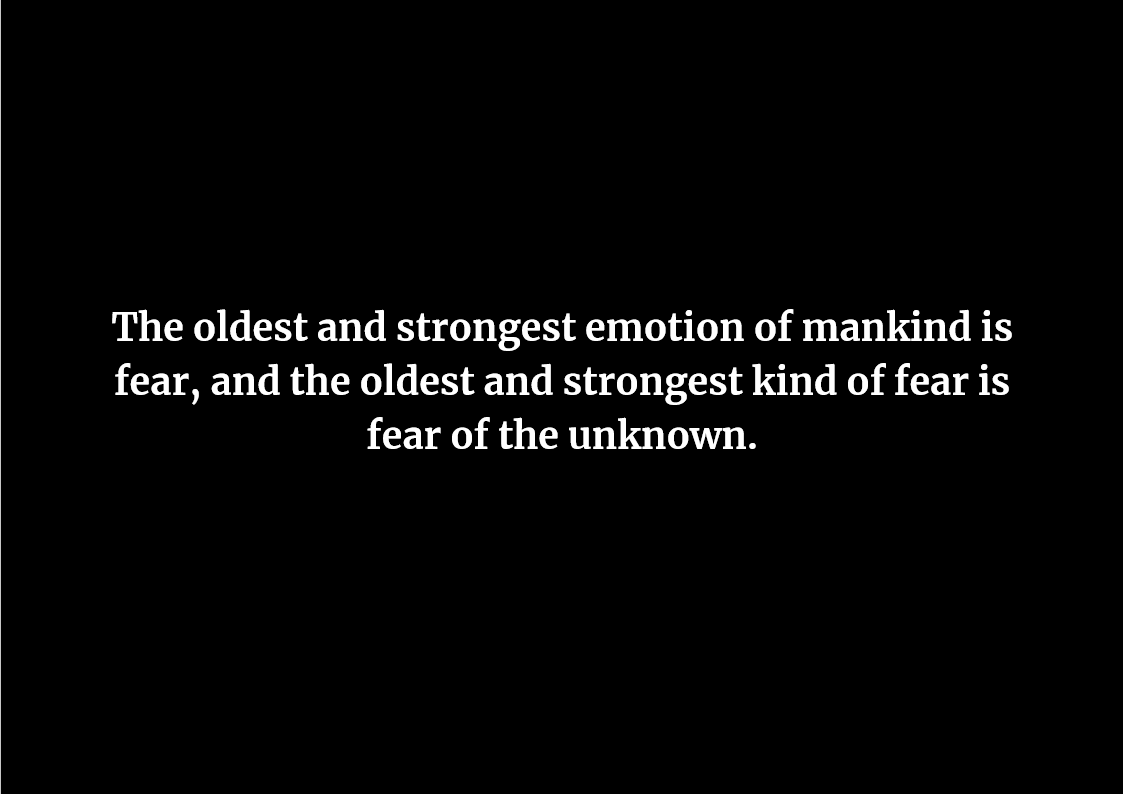 The oldest and strongest emotion of mankind is
fear, and the oldest and strongest kind of fear is
fear of the unknown.